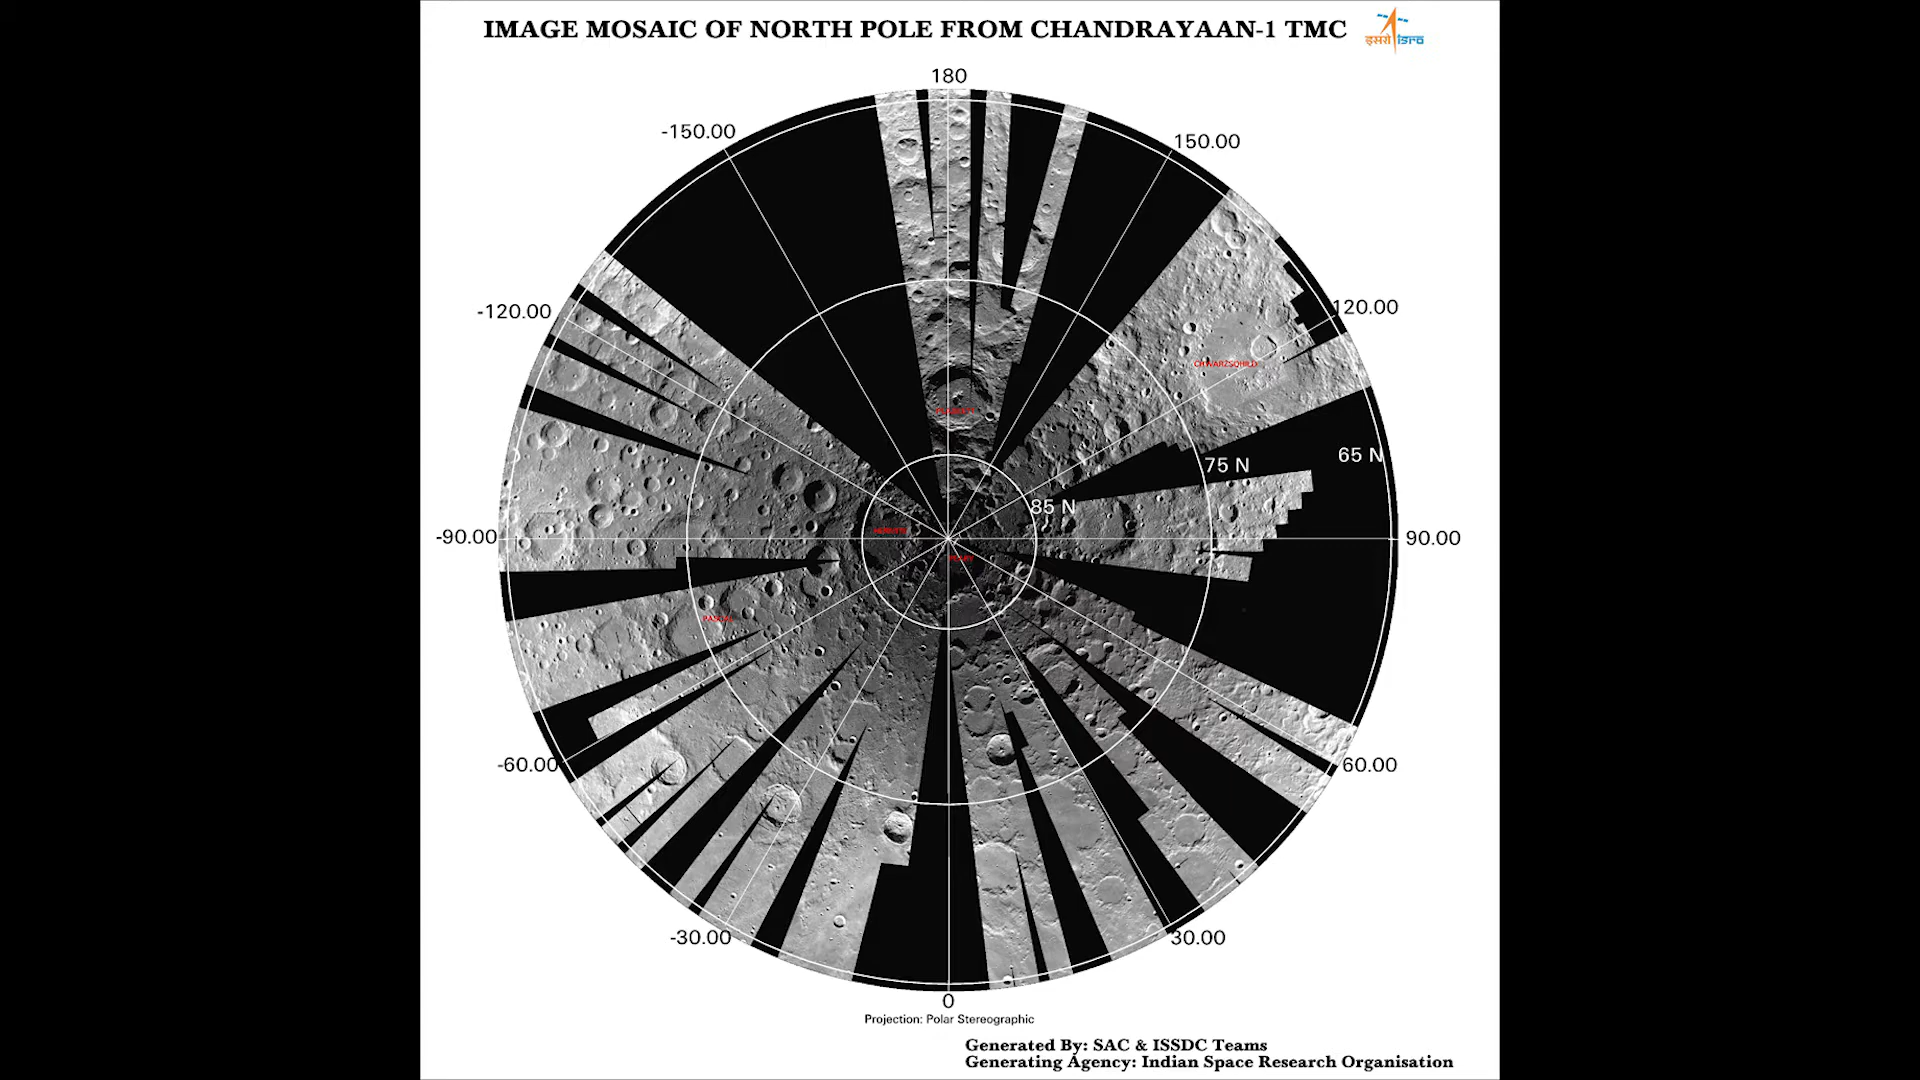 IMAGE MOSAIC OF NORTH POLE FROM CHANDRAYAAN-1 TMC
इसरो isro
180
-150.00
150.00
-120.00
120.00
CHWARZSQHILD
65 N
75 N
85 N
-90.00
90.00
-60.00
60.00
-30.00
30.00
0
Projection: Polar Stereographic
Generated By: SAC & ISSDC Teams
Generating Agency: Indian Space Research Organisation